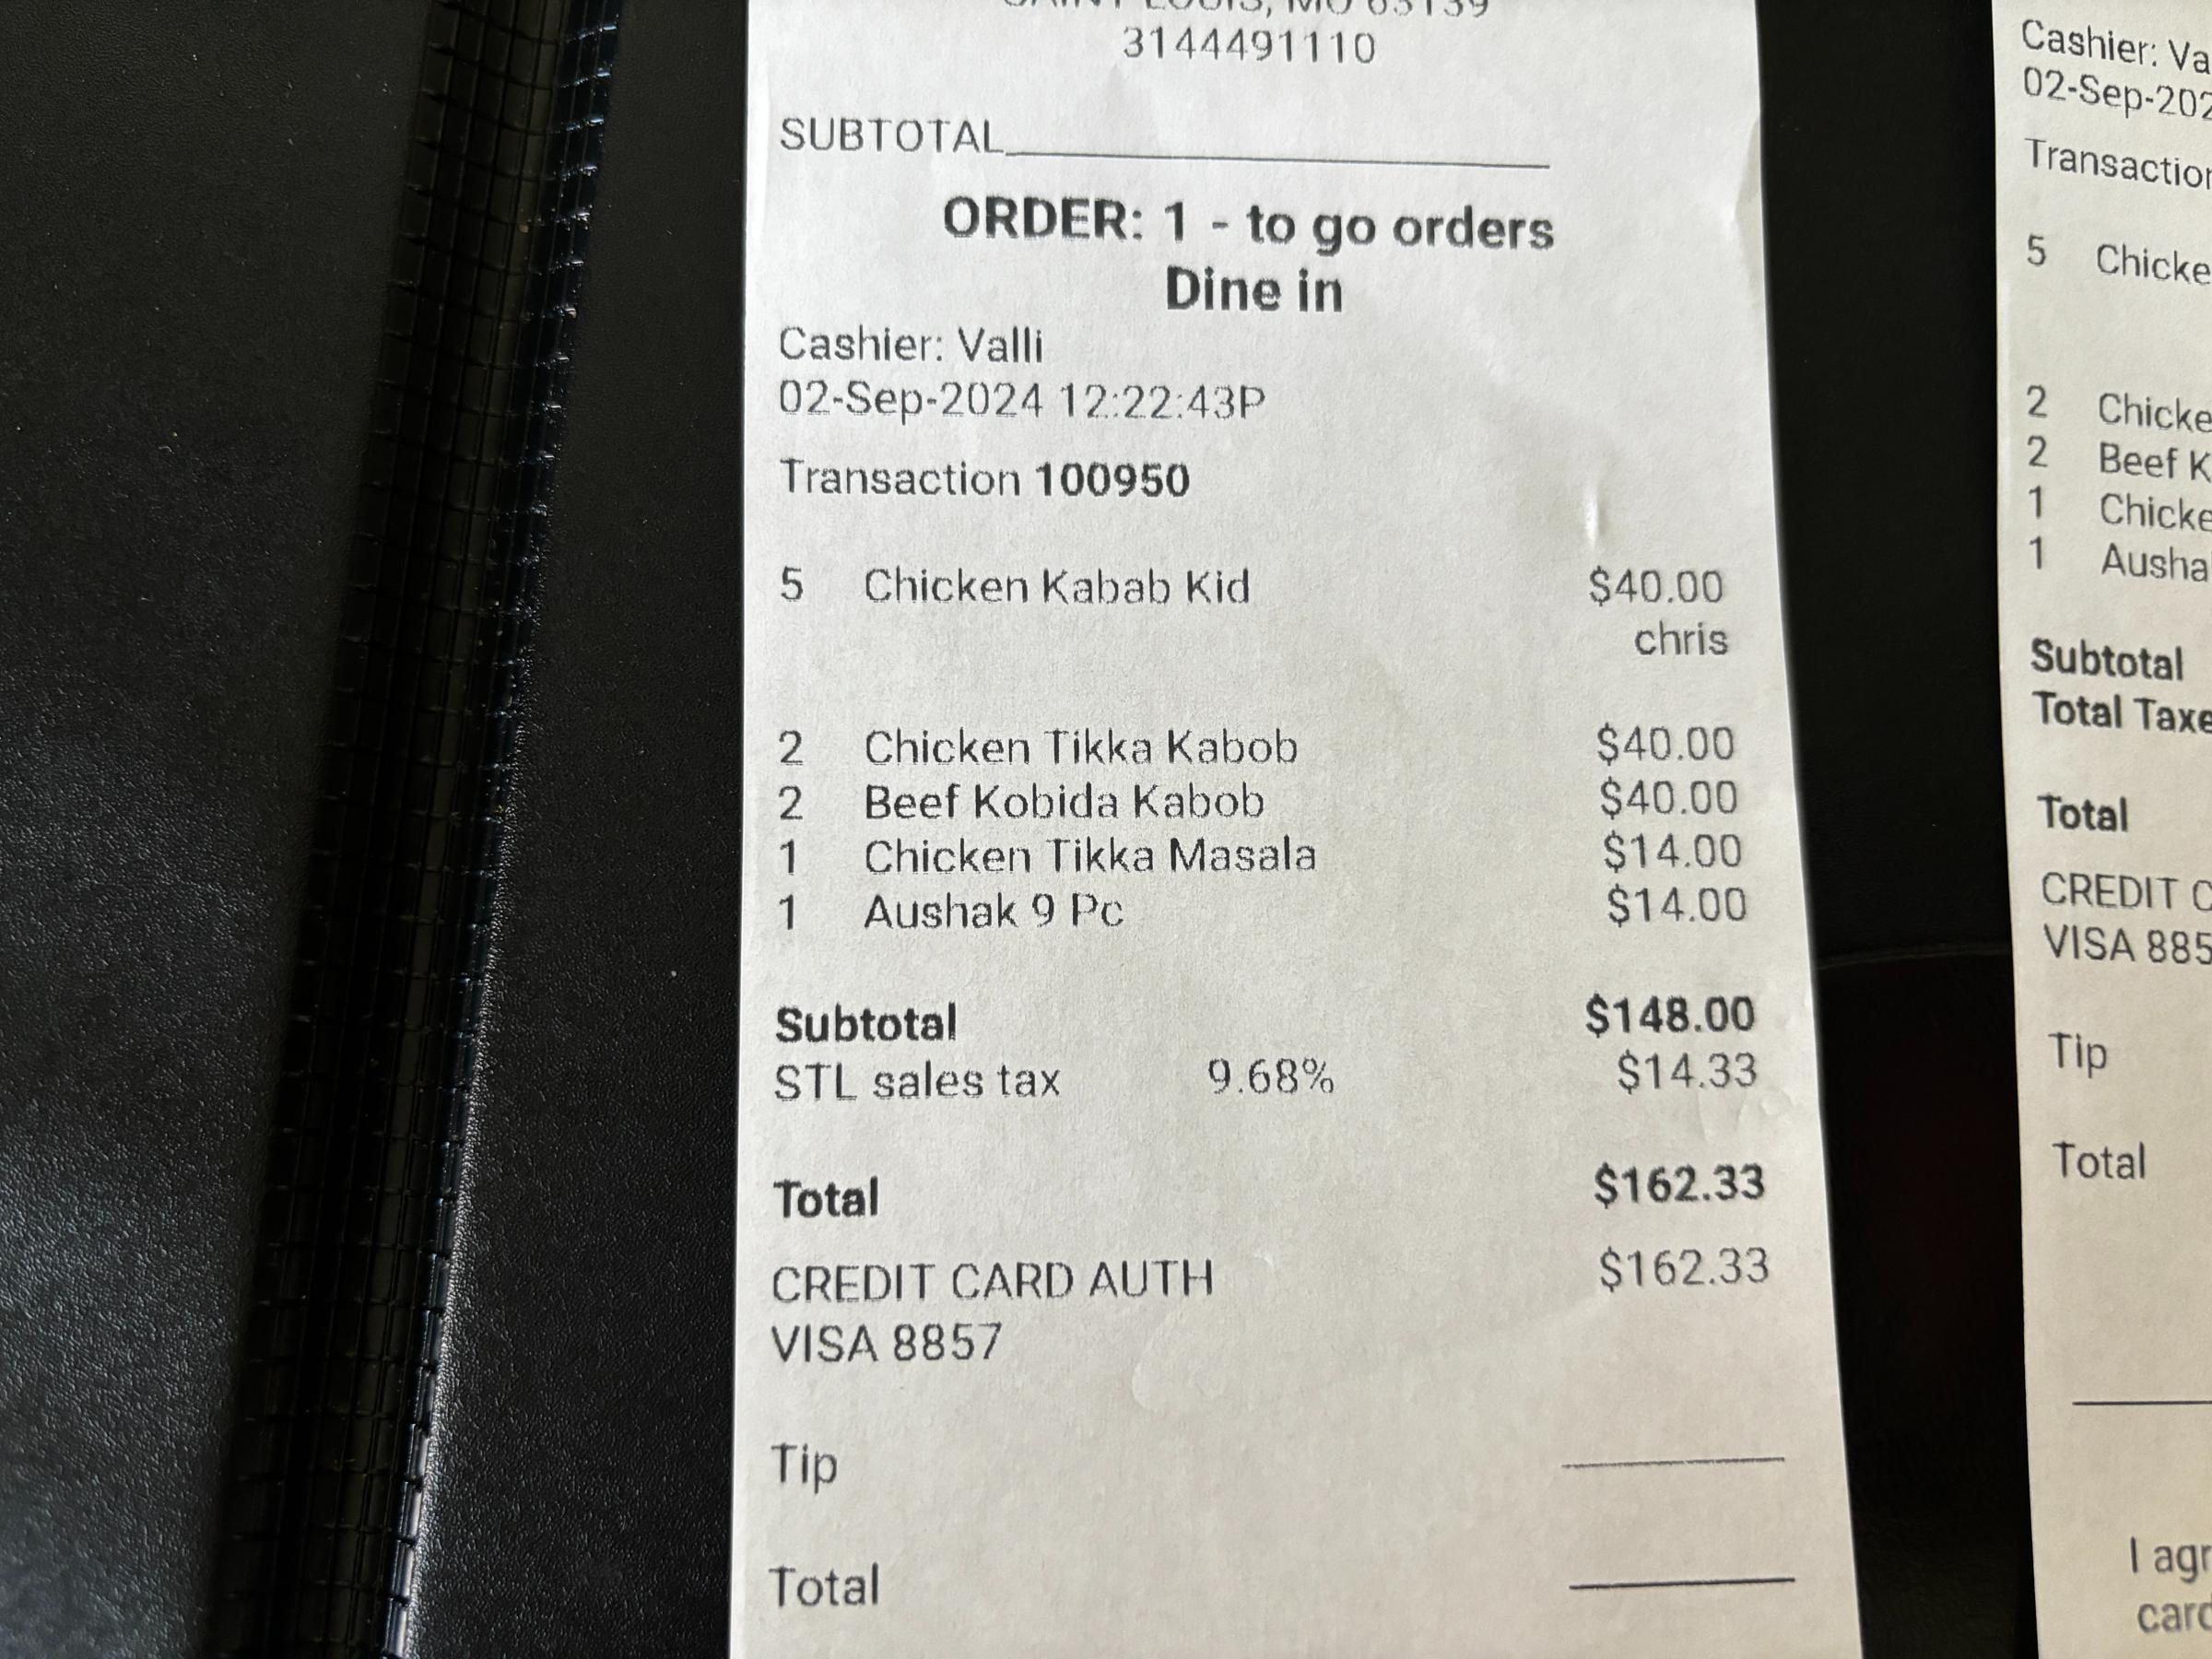 SAINT LOUIS, MO 63139
3144491110
SUBTOTAL
ORDER: 1 - to go orders
Dine in
Cashier: Valli
02-Sep-2024 12:22:43P
Transaction 100950
5 Chicken Kabab Kid $40.00
chris
2 Chicken Tikka Kabob $40.00
2 Beef Kobida Kabob $40.00
1 Chicken Tikka Masala $14.00
1 Aushak 9 Pc $14.00
Subtotal $148.00
STL sales tax 9.68% $14.33
Total $162.33
CREDIT CARD AUTH $162.33
VISA 8857
Tip
Total
Cashier: Va
02-Sep-202
Transaction
5 Chicke
2 Chicke
2 Beef K
1 Chicke
1 Ausha
Subtotal
Total Taxe
Total
CREDIT C
VISA 885
Tip
Total
I agr
card